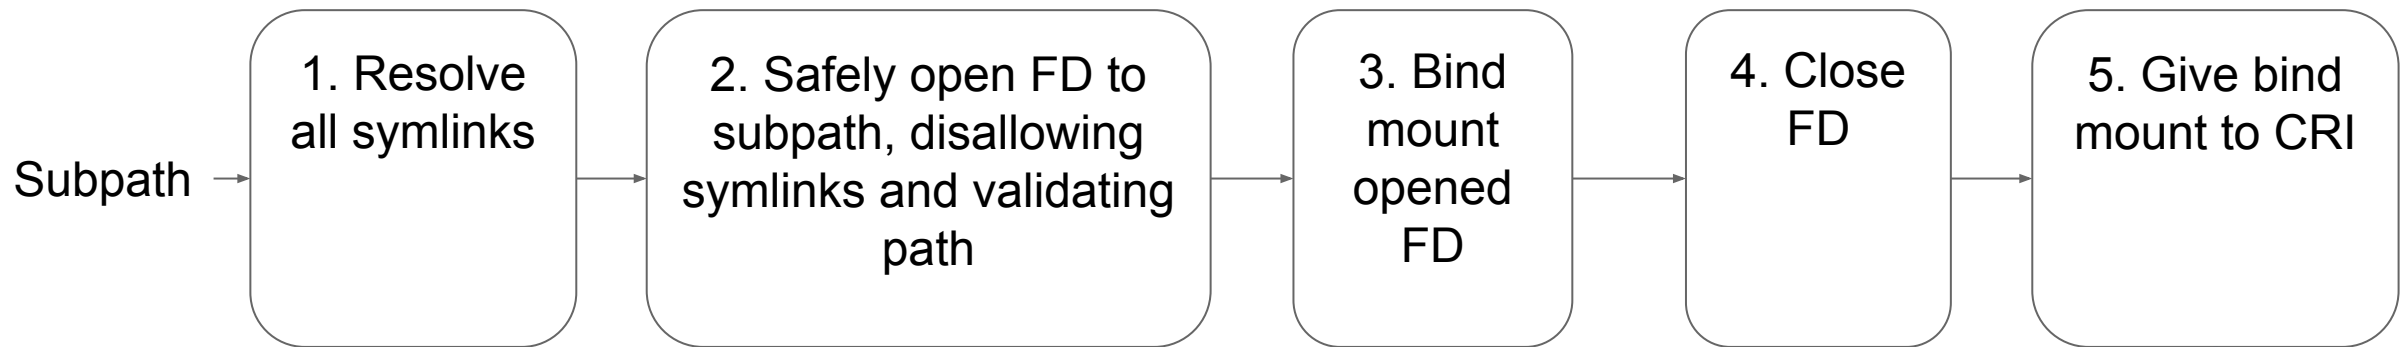 Subpath
1. Resolve
all symlinks
2. Safely open FD to
subpath, disallowing
symlinks and validating
path
3. Bind
mount
opened
FD
4. Close
FD
5. Give bind
mount to CRI